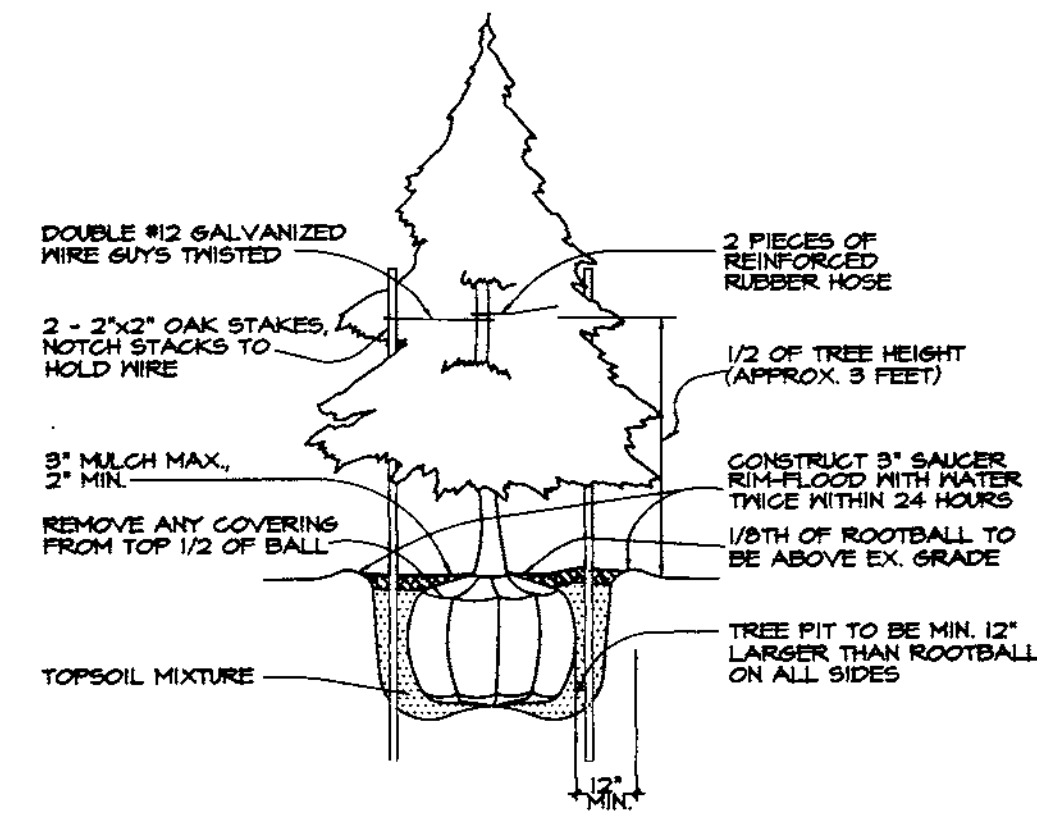 DOUBLE #12 GALVANIZED
WIRE GUYS TWISTED
2 - 2"x2" OAK STAKES,
NOTCH STACKS TO
HOLD WIRE
3" MULCH MAX.,
2" MIN.
REMOVE ANY COVERING
FROM TOP 1/2 OF BALL
TOPSOIL MIXTURE
2 PIECES OF
REINFORCED
RUBBER HOSE
1/2 OF TREE HEIGHT
(APPROX. 3 FEET)
CONSTRUCT 3" SAUCER
RIM-FLOOD WITH WATER
TWICE WITHIN 24 HOURS
1/8TH OF ROOTBALL TO
BE ABOVE EX. GRADE
TREE PIT TO BE MIN. 12"
LARGER THAN ROOTBALL
ON ALL SIDES
12"
MIN.